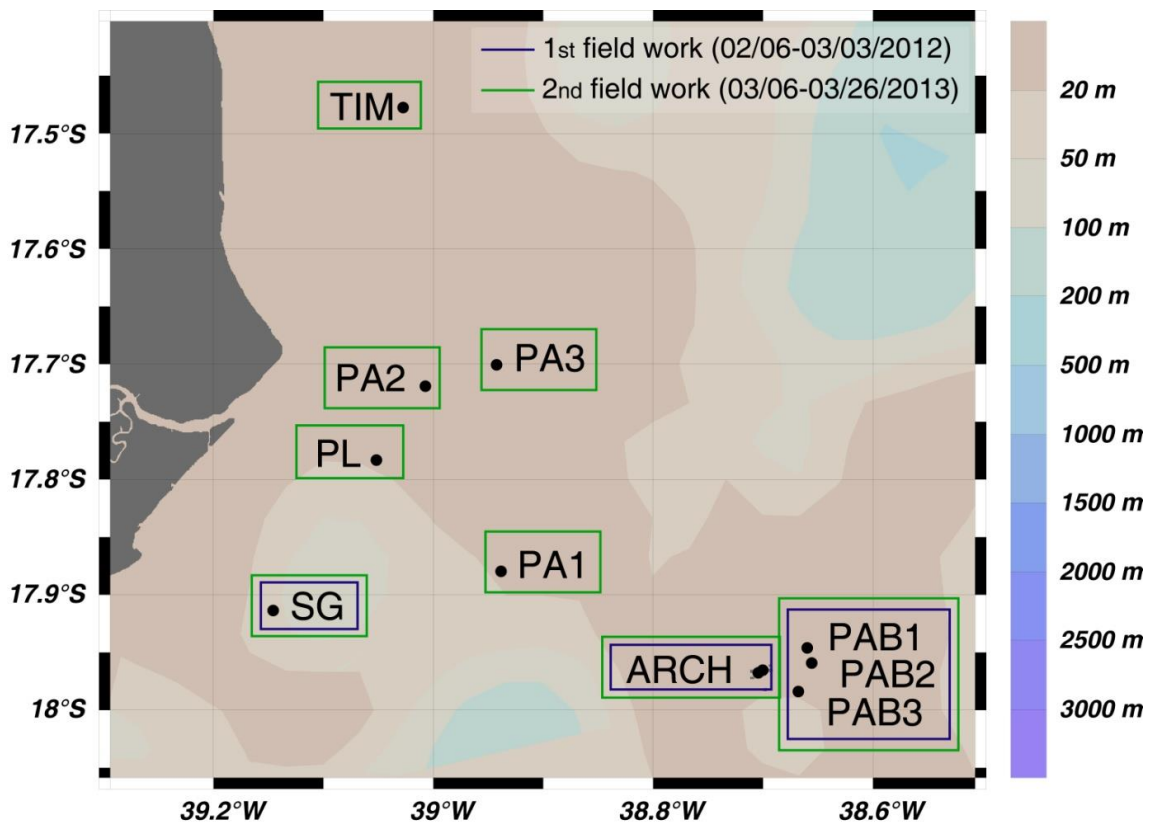 1st field work (02/06-03/03/2012)
2nd field work (03/06-03/26/2013)
TIM
PA3
PA2
PL
PA1
SG
ARCH
PAB1
PAB2
PAB3
17.5°S
17.6°S
17.7°S
17.8°S
17.9°S
18°S
39.2°W
39°W
38.8°W
38.6°W
20 m
50 m
100 m
200 m
500 m
1000 m
1500 m
2000 m
2500 m
3000 m